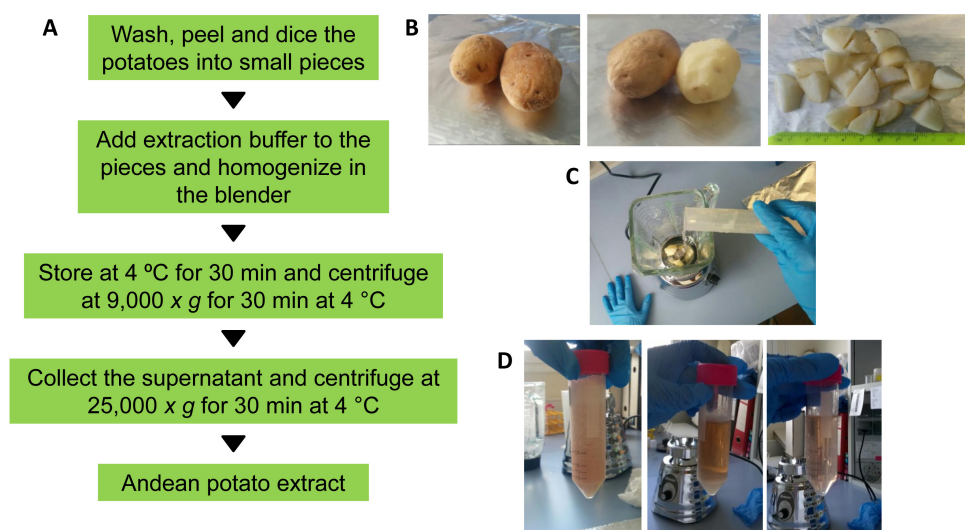 A
Wash, peel and dice the
potatoes into small pieces
Add extraction buffer to the
pieces and homogenize in
the blender
Store at 4 ºC for 30 min and centrifuge
at 9,000 x g for 30 min at 4 °C
Collect the supernatant and centrifuge at
25,000 x g for 30 min at 4 °C
Andean potato extract
B
C
D